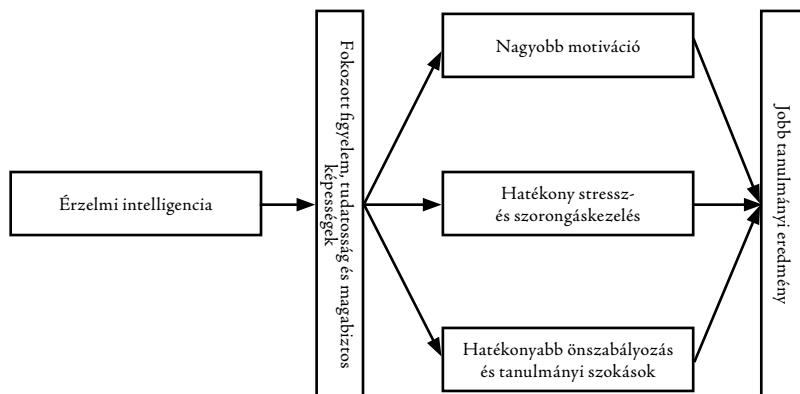 Érzelmi intelligencia
Fokozott figyelem, tudatosság és magabiztos
képességek
Nagyobb motiváció
Hatékony stressz-
és szorongáskezelés
Hatékonyabb önszabályozás
és tanulmányi szokások
Jobb tanulmányi eredmény